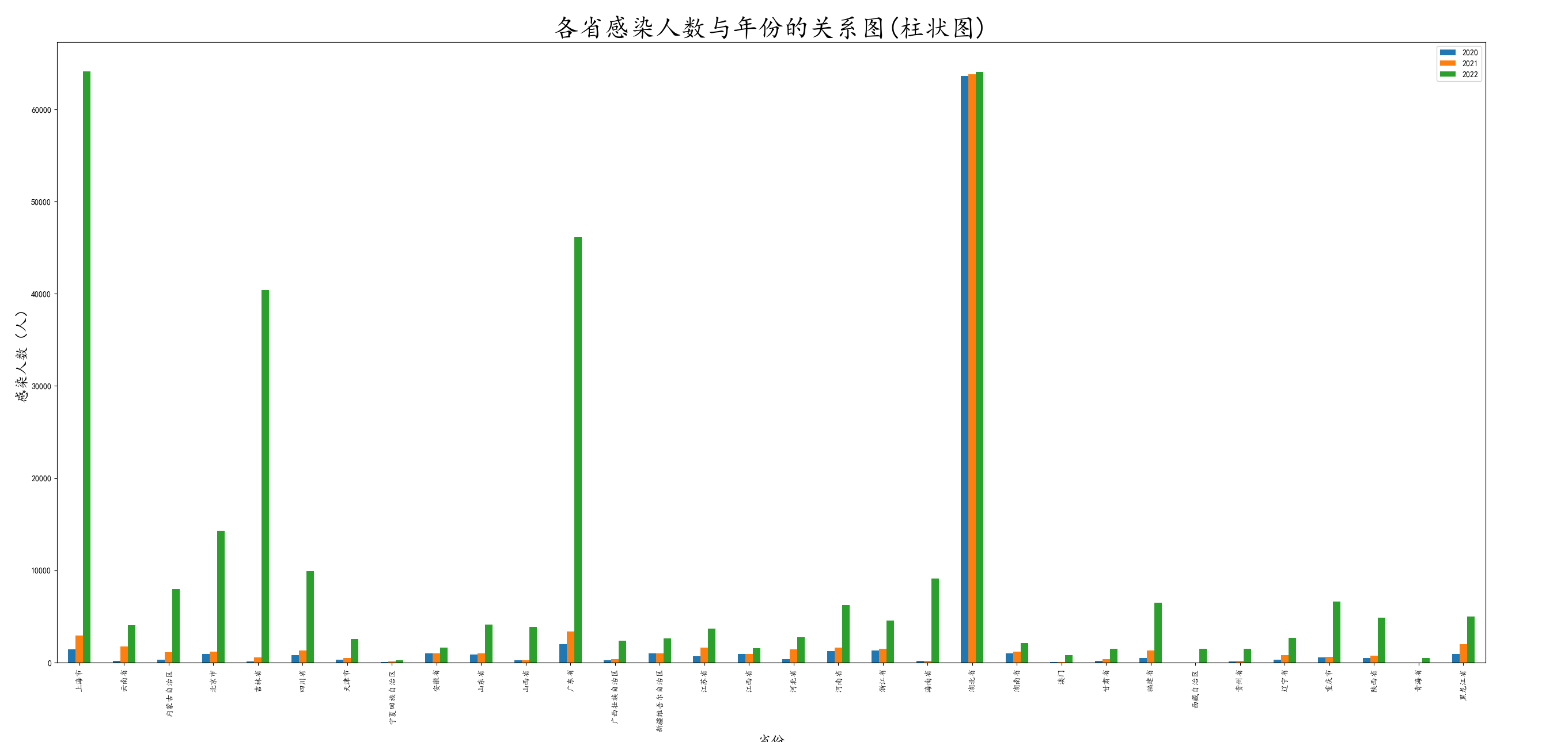 各省感染人数与年份的关系图(柱状图)
2020
2021
2022
感染人数（人）
60000
50000
40000
30000
20000
10000
0
上海市
云南省
内蒙古自治区
北京市
吉林省
四川省
天津市
宁夏回族自治区
安徽省
山东省
山西省
广东省
广西壮族自治区
新疆维吾尔自治区
江苏省
江西省
河北省
河南省
浙江省
海南省
湖北省
湖南省
澳门
甘肃省
福建省
西藏自治区
贵州省
辽宁省
重庆市
陕西省
青海省
黑龙江省
省份